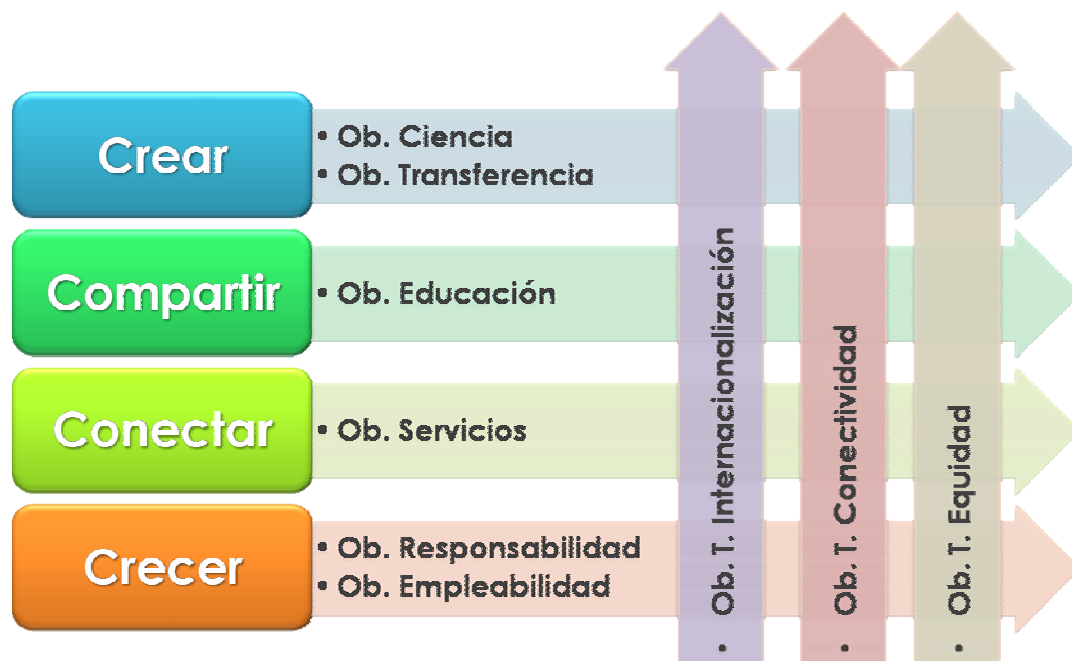 Crear
• Ob. Ciencia
• Ob. Transferencia
Compartir
• Ob. Educación
Conectar
• Ob. Servicios
Crecer
• Ob. Responsabilidad
• Ob. Empleabilidad
• Ob. T. Internacionalización
• Ob. T. Conectividad
• Ob. T. Equidad